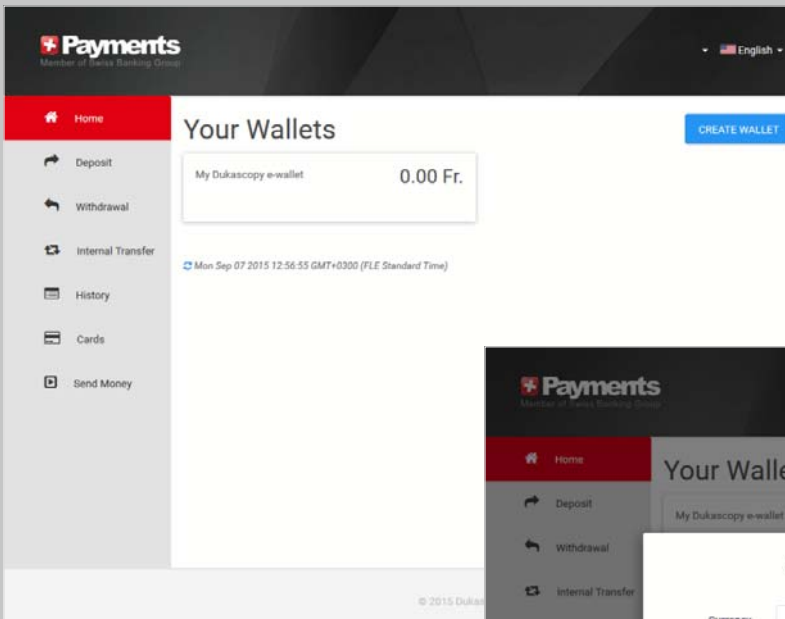 Payments
Member of Swiss Banking Group
English
Home
Your Wallets
CREATE WALLET
Deposit
My Dukascopy e-wallet
0.00 Fr.
Withdrawal
Internal Transfer
Mon Sep 07 2015 12:56:55 GMT+0300 (FLE Standard Time)
History
Cards
Send Money
© 2015 Dukas
Payments
Member of Swiss Banking Group
Home
Your Walle
Deposit
My Dukascopy e-wallet
Withdrawal
Internal Transfer
Currency